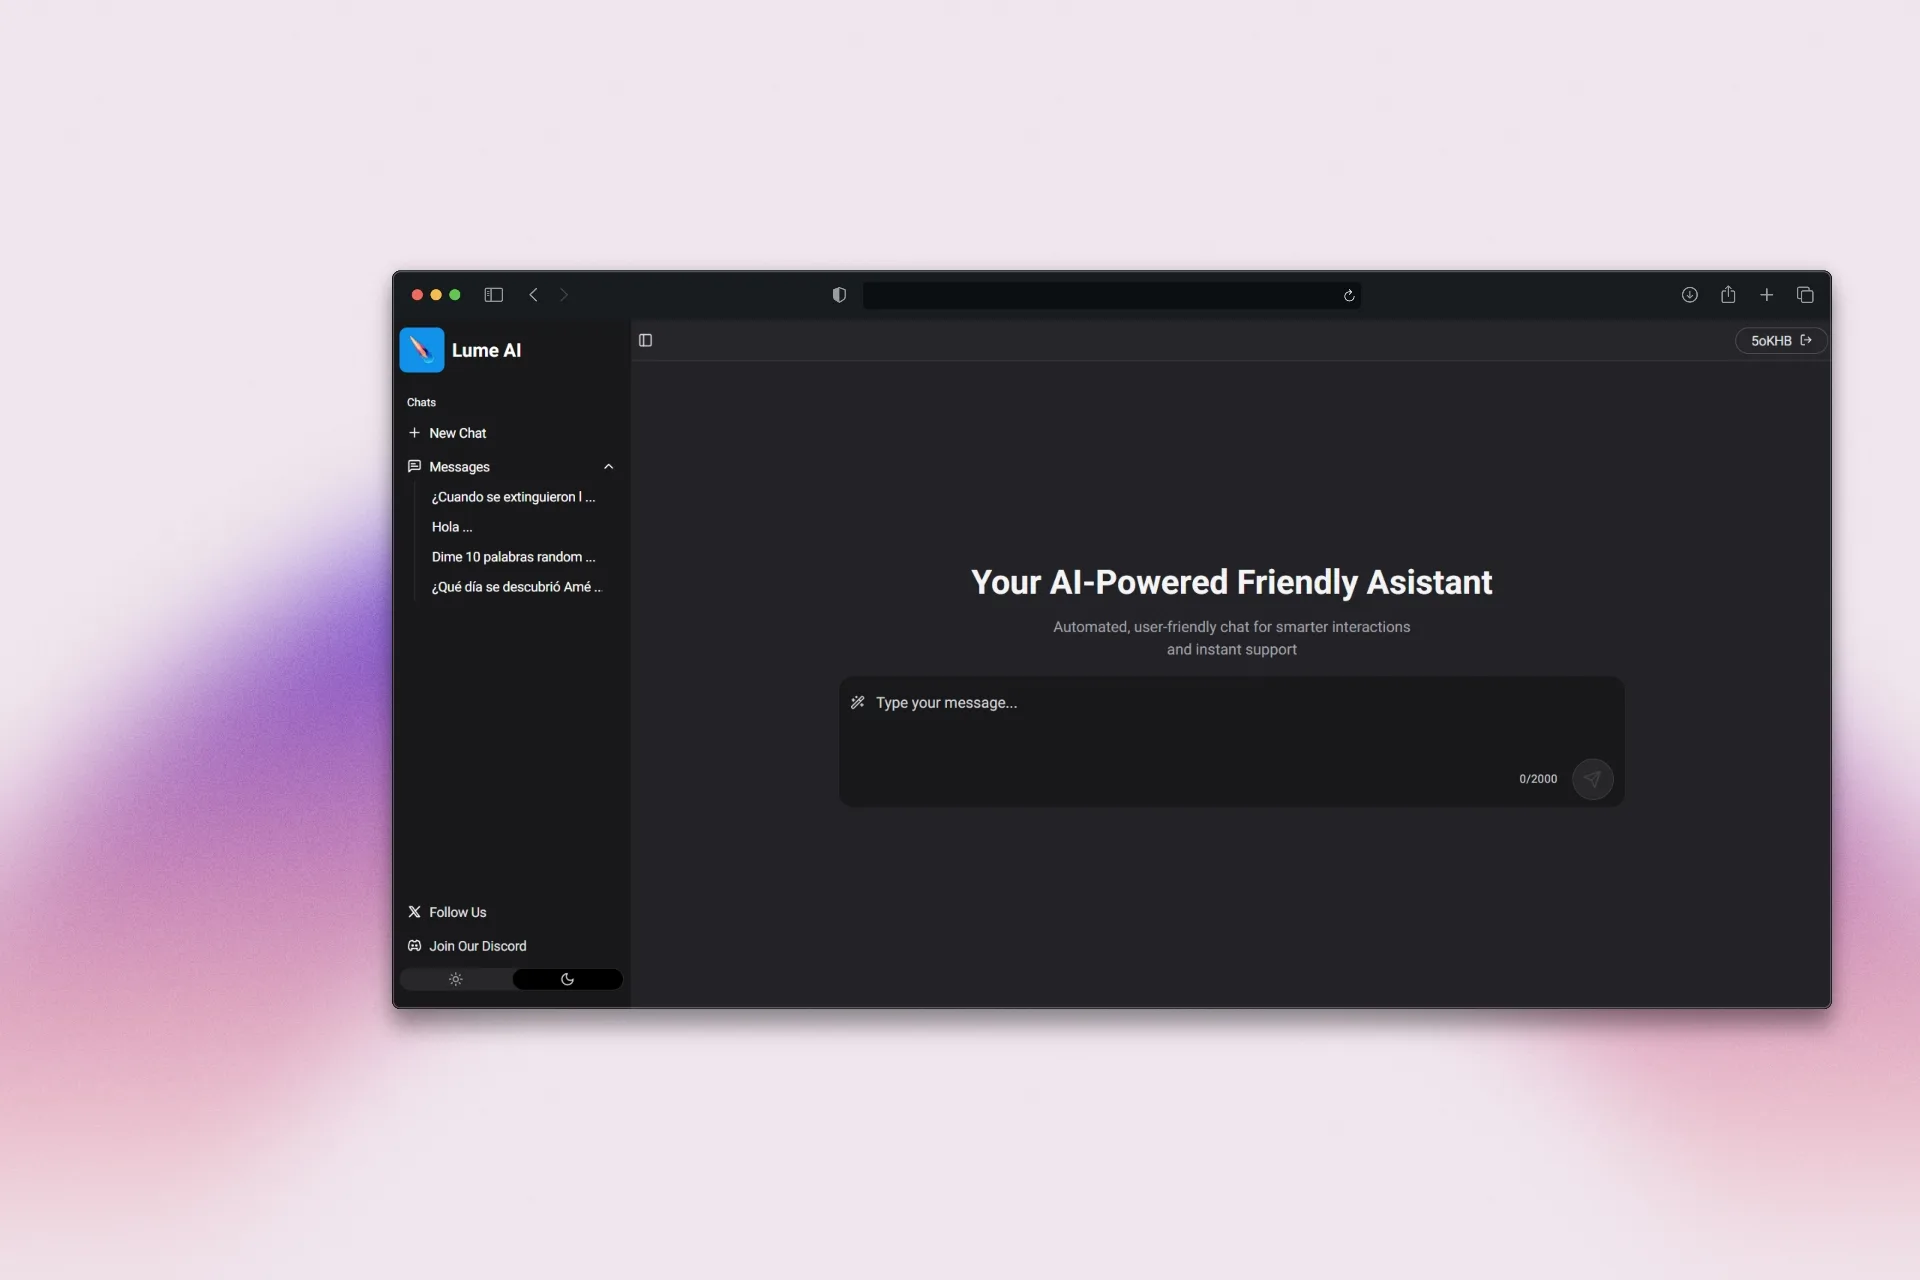 Lume AI
5oKHB
Chats
New Chat
Messages
¿Cuando se extinguieron l ...
Hola ...
Dime 10 palabras random ...
¿Qué día se descubrió Amé ...
Your AI-Powered Friendly Asistant
Automated, user-friendly chat for smarter interactions
and instant support
Type your message...
0/2000
Follow Us
Join Our Discord